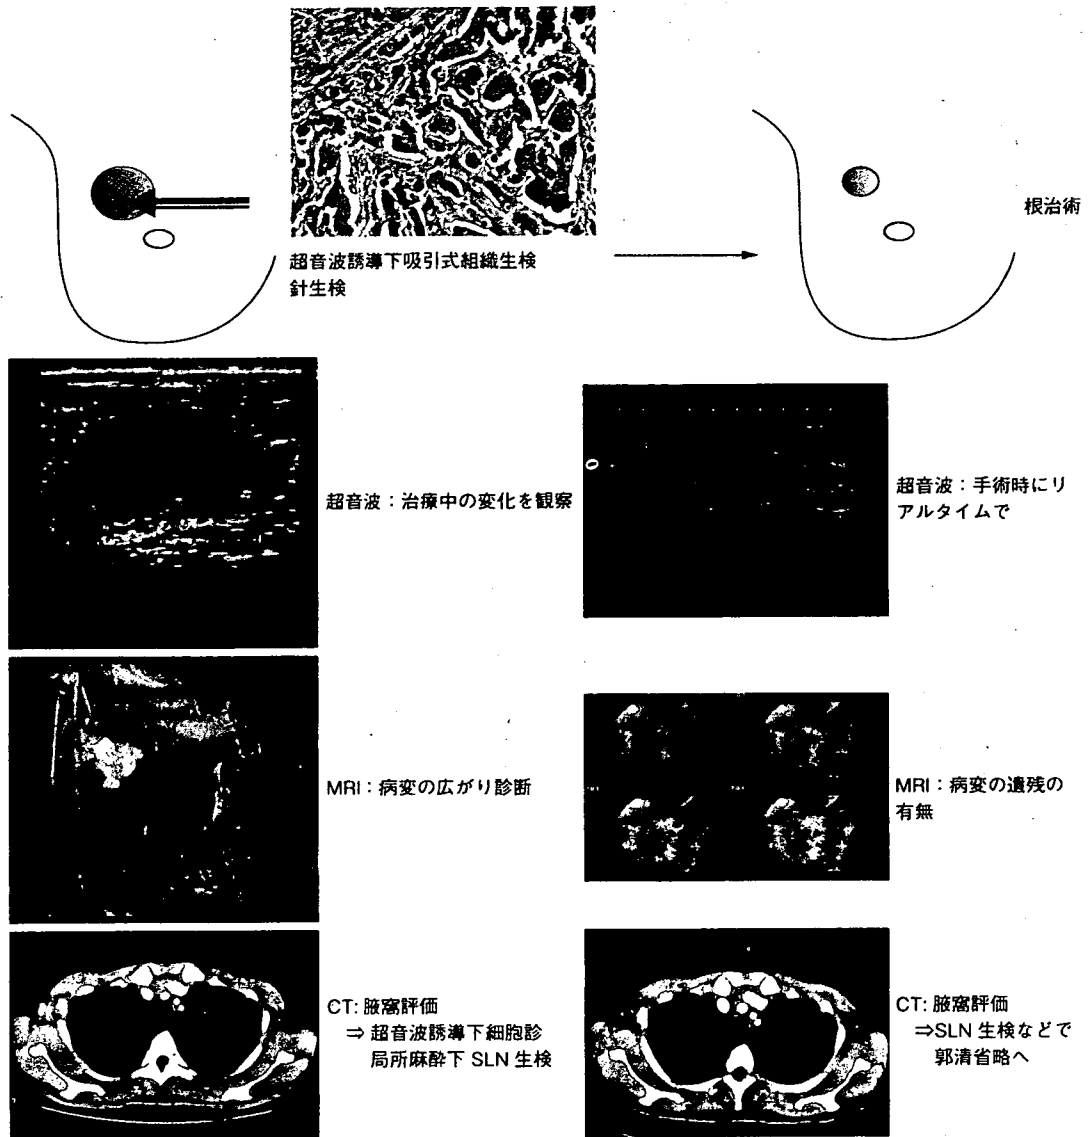 根治術
超音波誘導下吸引式組織生検
針生検
超音波：治療中の変化を観察
超音波：手術時にリ
アルタイムで
MRI：病変の広がり診断
MRI：病変の遺残の
有無
CT: 腋窩評価
⇒ 超音波誘導下細胞診
局所麻酔下 SLN 生検
CT: 腋窩評価
⇒SLN 生検などで
郭清省略へ